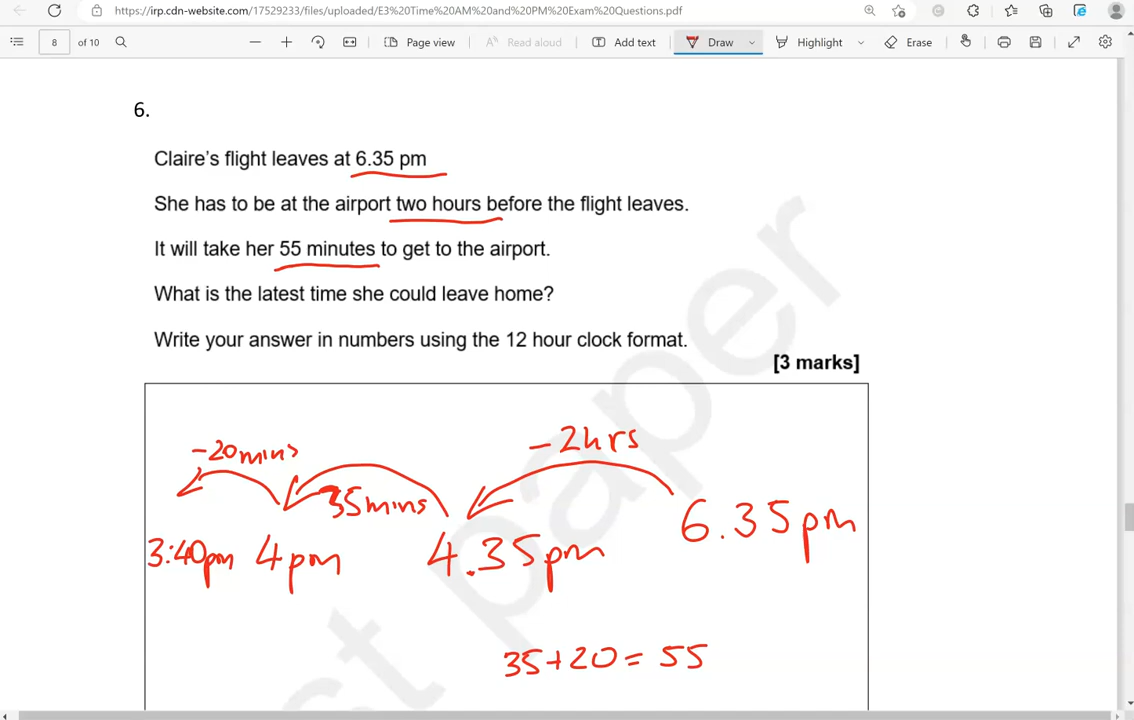 https://irp.cdn-website.com/17529233/files/uploaded/E3%20Time%20AM%20and%20PM%20Exam%20Questions.pdf
8 of 10 Page view Read aloud Add text Draw Highlight Erase
6.
Claire's flight leaves at 6.35 pm
She has to be at the airport two hours before the flight leaves.
It will take her 55 minutes to get to the airport.
What is the latest time she could leave home?
Write your answer in numbers using the 12 hour clock format.
[3 marks]
-20mins 35mins -2hrs
3:40pm 4pm 4.35pm 6.35pm
35+20= 55
st paper